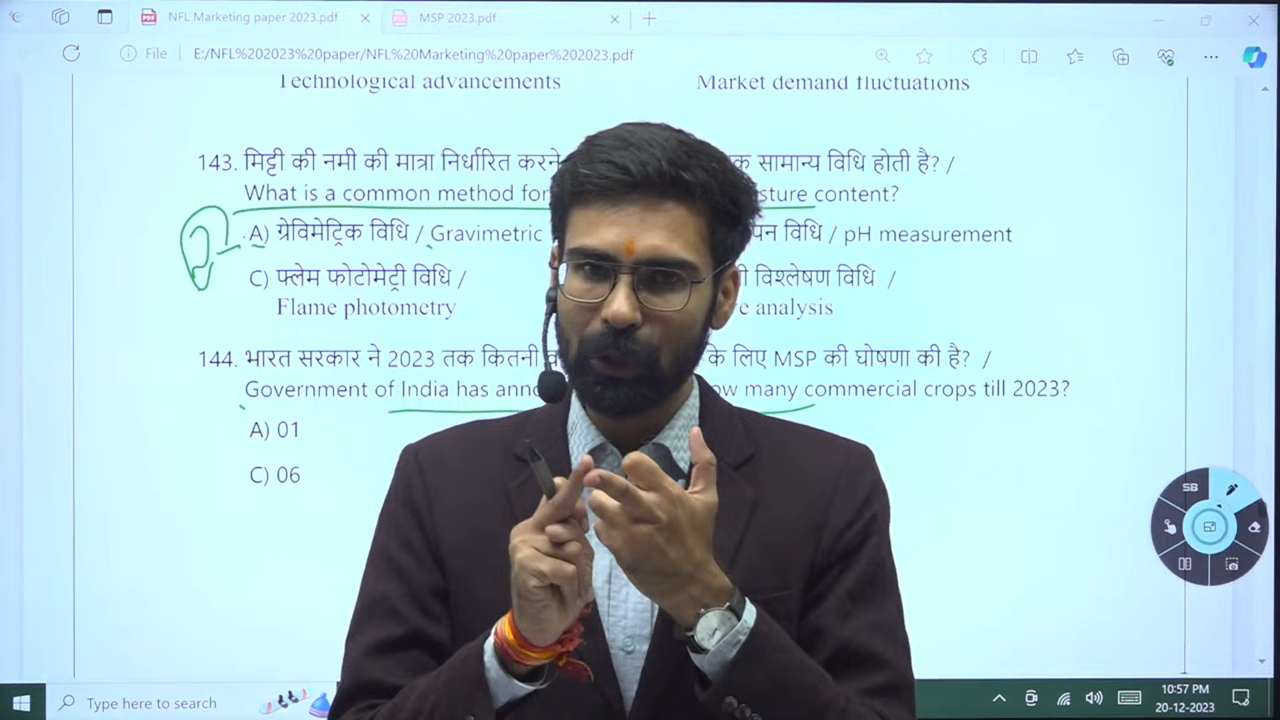 NFL Marketing paper 2023.pdf
MSP 2023.pdf
File E:/NFL%202023%20paper/NFL%20Marketing%20paper%202023.pdf
Technological advancements Market demand fluctuations
143. मिट्टी की नमी की मात्रा निर्धारित करने क सामान्य विधि होती है? /
What is a common method for sture content?
A) ग्रेविमेट्रिक विधि / Gravimetric पन विधि / pH measurement
C) फ्लेम फोटोमेट्री विधि / ी विश्लेषण विधि /
Flame photometry e analysis
144. भारत सरकार ने 2023 तक कितनी के लिए MSP की घोषणा की है? /
Government of India has anno ow many commercial crops till 2023?
A) 01
C) 06
SB
Type here to search
10:57 PM
20-12-2023